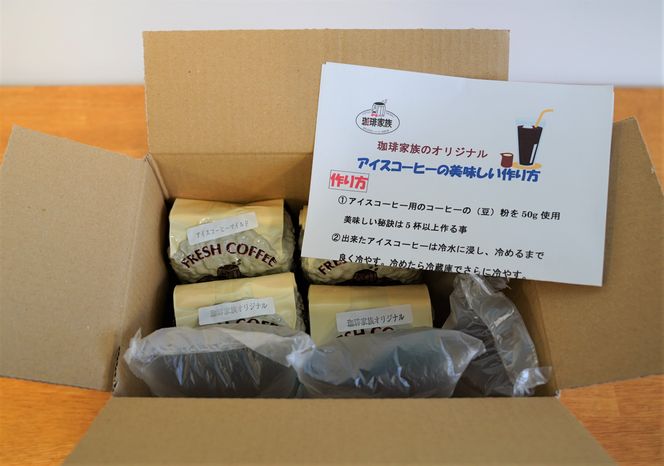 珈琲家族
珈琲家族のオリジナル
アイスコーヒーの美味しい作り方
作り方
①アイスコーヒー用のコーヒーの（豆）粉を50g使用
美味しい秘訣は5杯以上作る事
②出来たアイスコーヒーは冷水に浸し、冷めるまで
良く冷やす。冷めたら冷蔵庫でさらに冷やす。
アイスコーヒーマイルド
FRESH COFFEE
珈琲家族オリジナル
珈琲家族オリジナル
FRESH CO